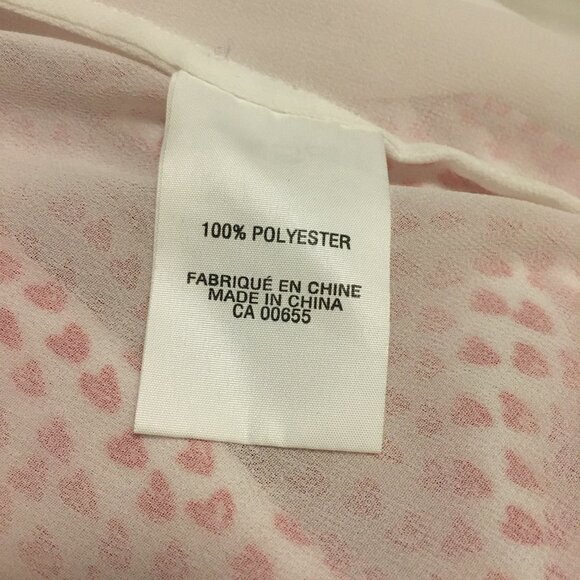 100% POLYESTER
FABRIQUÉ EN CHINE
MADE IN CHINA
CA 00655